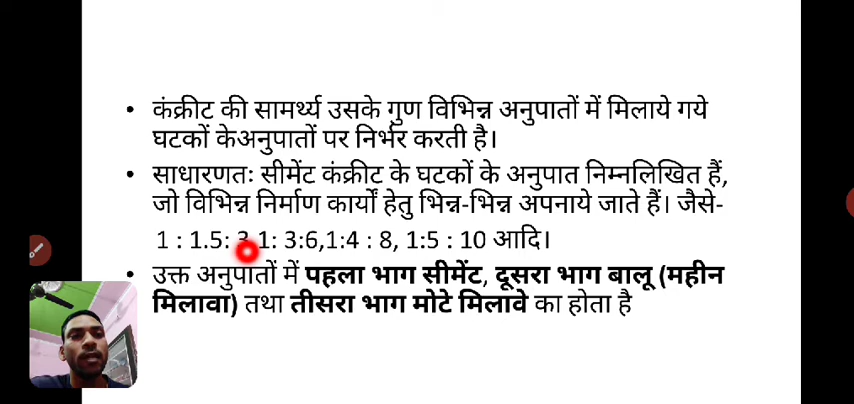 • कंक्रीट की सामर्थ्य उसके गुण विभिन्न अनुपातों में मिलाये गये
घटकों केअनुपातों पर निर्भर करती है।
• साधारणतः सीमेंट कंक्रीट के घटकों के अनुपात निम्नलिखित हैं,
जो विभिन्न निर्माण कार्यों हेतु भिन्न-भिन्न अपनाये जाते हैं। जैसे-
1 : 1.5: 3 1: 3:6,1:4 : 8, 1:5 : 10 आदि।
• उक्त अनुपातों में पहला भाग सीमेंट, दूसरा भाग बालू (महीन
मिलावा) तथा तीसरा भाग मोटे मिलावे का होता है